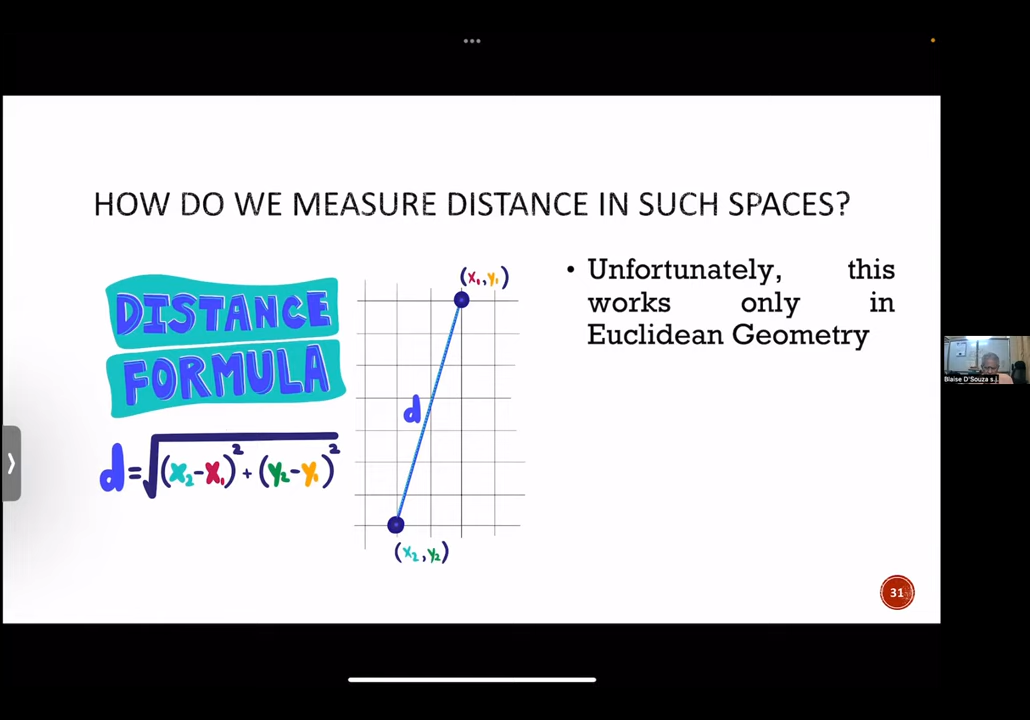 HOW DO WE MEASURE DISTANCE IN SUCH SPACES?
DISTANCE
FORMULA
d=√(x₂-x₁)²+(y₂-y₁)²
(x₁,y₁)
d
(x₂,y₂)
• Unfortunately, this
works only in
Euclidean Geometry
Blaise D'Souza s.j.
31